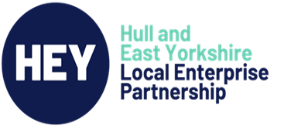 HEY
Hull and
East Yorkshire
Local Enterprise
Partnership